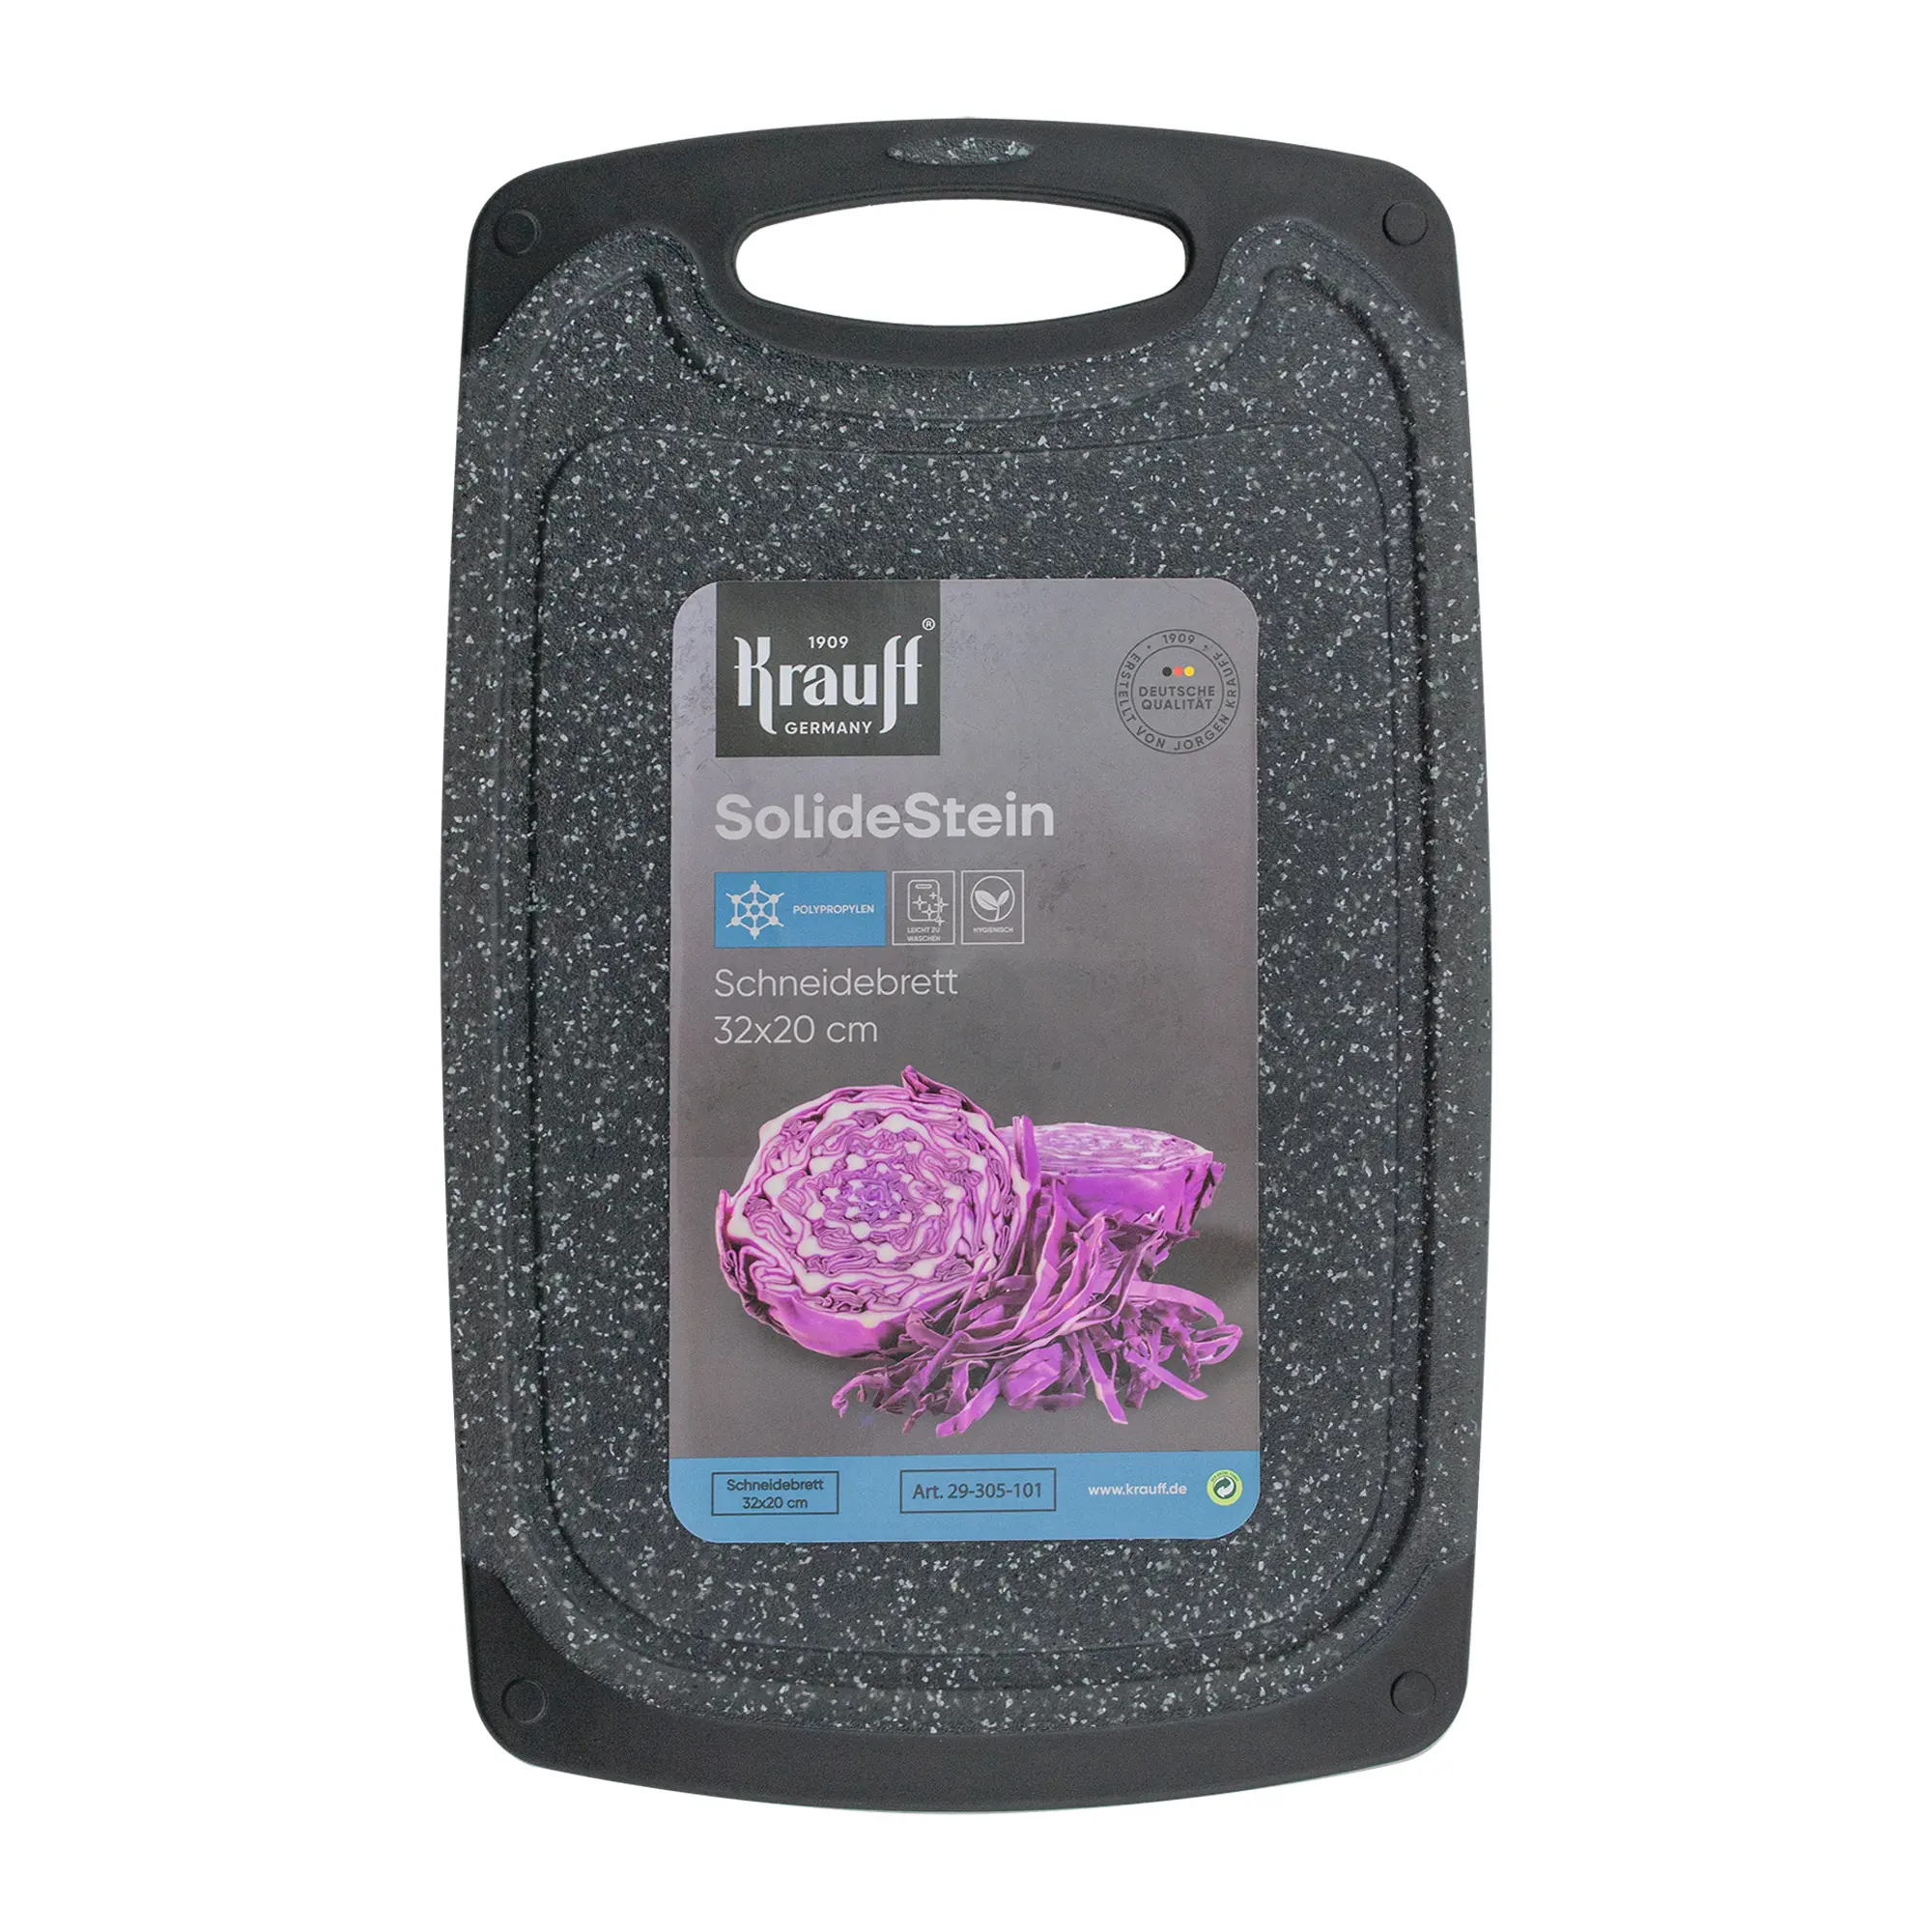 1909
Krauff®
GERMANY
1909
ERSTELLT VON JORGEN KRAUFF
DEUTSCHE
QUALITÄT
SolideStein
POLYPROPYLEN
LEICHT ZU
WASCHEN
HYGIENISCH
Schneidebrett
32x20 cm
Schneidebrett
32x20 cm
Art. 29-305-101
www.krauff.de